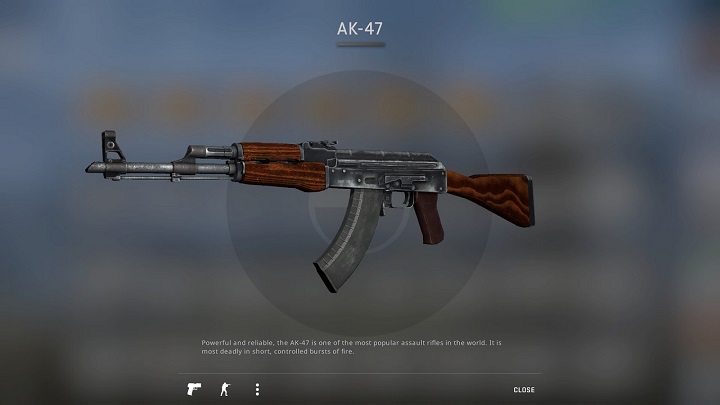 AK-47
Powerful and reliable, the AK-47 is one of the most popular assault rifles in the world. It is
most deadly in short, controlled bursts of fire.
CLOSE